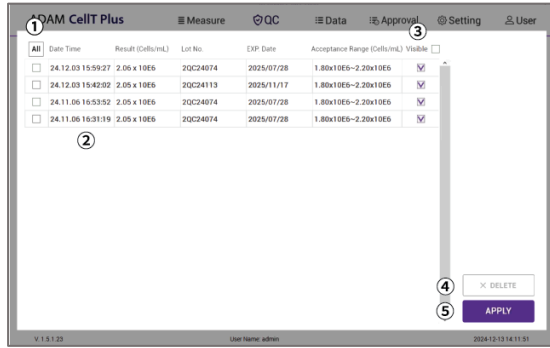 ADAM CellT Plus Measure QC Data Approval Setting User
① ③
All Date Time Result (Cells/mL) Lot No. EXP Date Acceptance Range (Cells/mL) Visible
24.12.03 15:59:27 2.06 x 10E6 2QC24074 2025/07/28 1.80x10E6~2.20x10E6
24.12.03 15:42:02 2.05 x 10E6 2QC24113 2025/11/17 1.80x10E6~2.20x10E6
24.11.06 16:53:52 2.05 x 10E6 2QC24074 2025/07/28 1.80x10E6~2.20x10E6
24.11.06 16:31:19 2.05 x 10E6 2QC24074 2025/07/28 1.80x10E6~2.20x10E6
②
④ DELETE
⑤ APPLY
V. 1.5.1.23 User Name: admin 2024-12-13 14:11:51